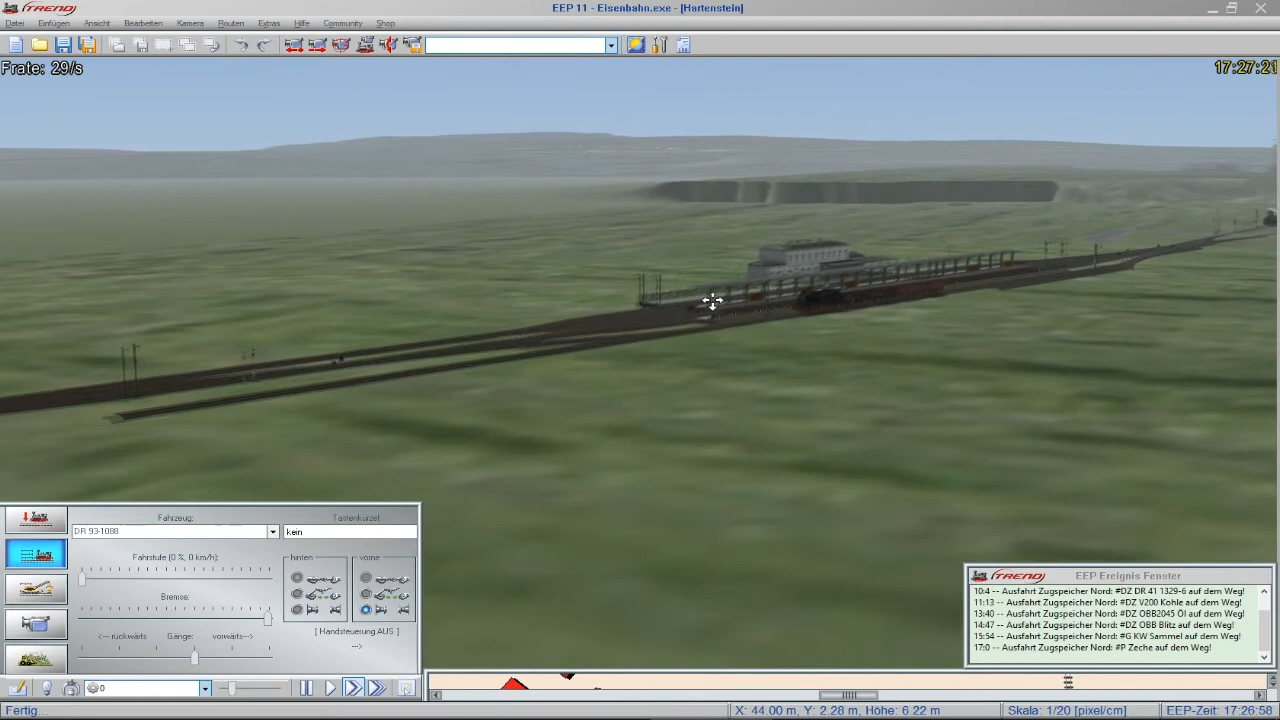 TREND
EEP 11 - Eisenbahn.exe - [Hartenstein]
Datei Einfügen Ansicht Bearbeiten Kamera Routen Extras Hilfe Community Shop
Frate: 29/s
17:27:21
Fahrzeug:
Tastenkürzel:
DR 93-1088
kein
Fahrstufe (0 %, 0 km/h):
hinten
vorne
Bremse:
<--- rückwärts Gänge: vorwärts--->
[ Handsteuerung AUS ]
--->
0
TREND
EEP Ereignis Fenster
10:4 -- Ausfahrt Zugspeicher Nord: #DZ DR 41 1329-6 auf dem Weg!
11:13 -- Ausfahrt Zugspeicher Nord: #DZ V200 Kohle auf dem Weg!
13:40 -- Ausfahrt Zugspeicher Nord: #DZ OBB2045 Öl auf dem Weg!
14:47 -- Ausfahrt Zugspeicher Nord: #DZ OBB Blitz auf dem Weg!
15:54 -- Ausfahrt Zugspeicher Nord: #G KW Sammel auf dem Weg!
17:0 -- Ausfahrt Zugspeicher Nord: #P Zeche auf dem Weg!
Fertig...
X: 44.00 m, Y: 2.28 m, Höhe: 6.22 m
Skala: 1/20 [pixel/cm]
EEP-Zeit: 17:26:58